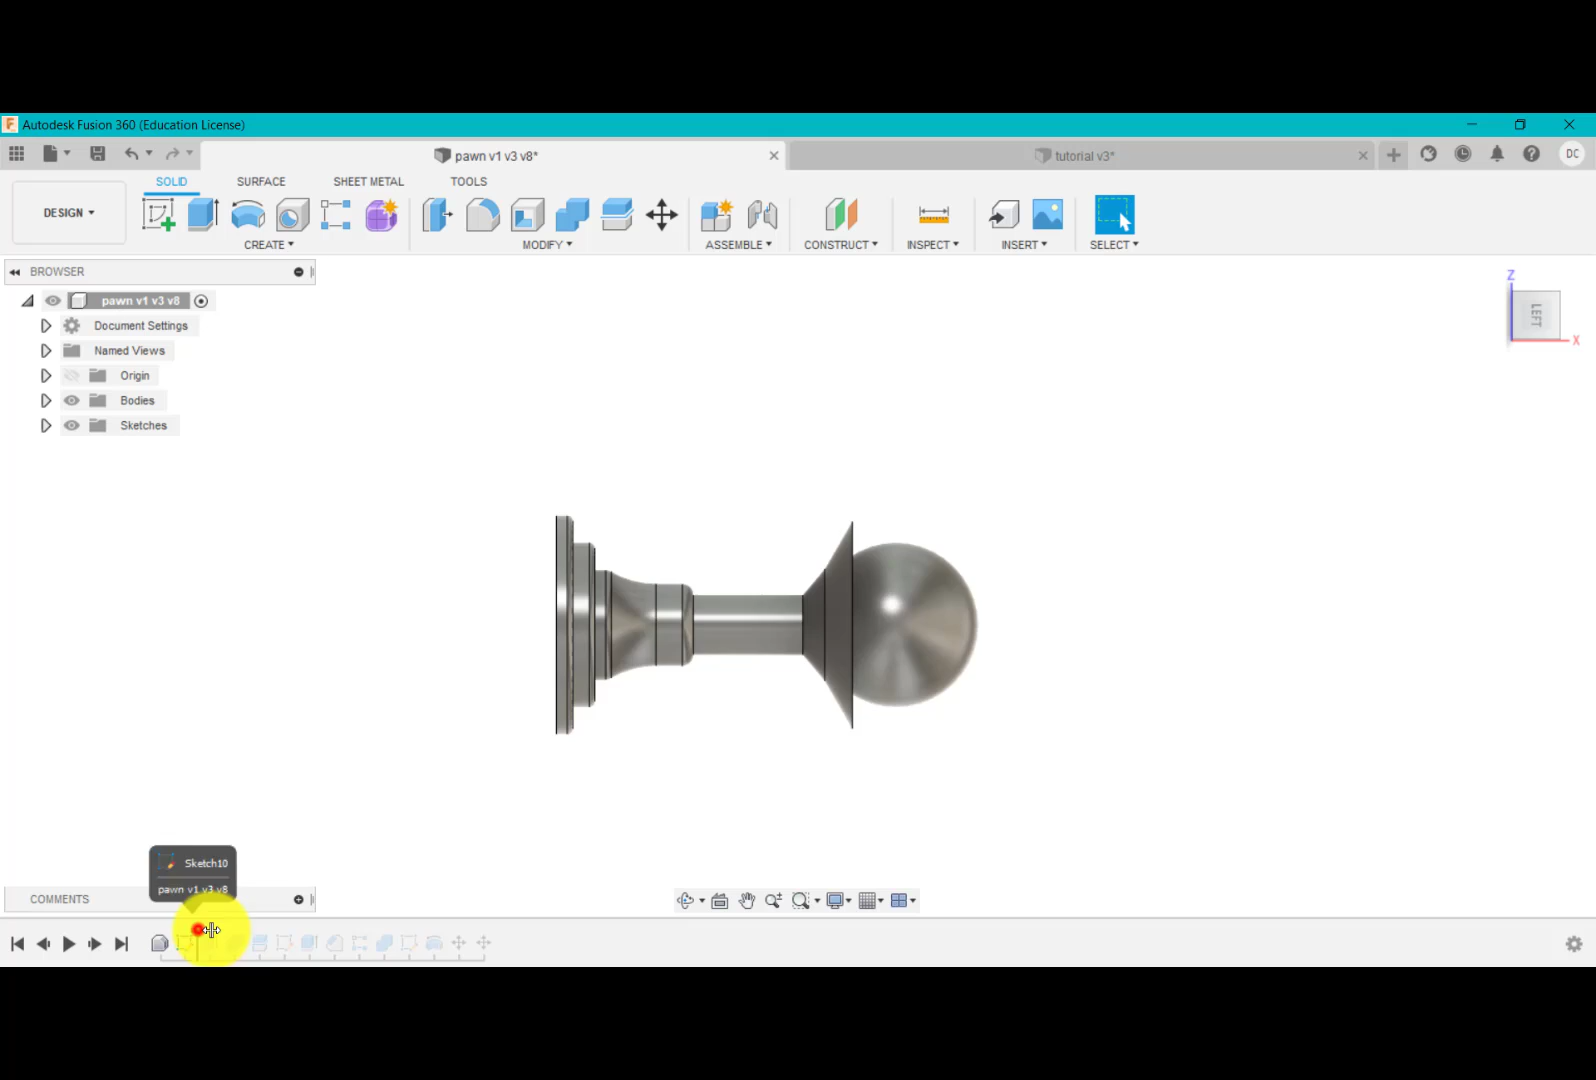 Autodesk Fusion 360 (Education License)
pawn v1 v3 v8*
tutorial v3*
DC
DESIGN
SOLID
SURFACE
SHEET METAL
TOOLS
CREATE
MODIFY
ASSEMBLE
CONSTRUCT
INSPECT
INSERT
SELECT
BROWSER
pawn v1 v3 v8
Document Settings
Named Views
Origin
Bodies
Sketches
Z
LEFT
X
Sketch10
pawn v1 v3 v8
COMMENTS